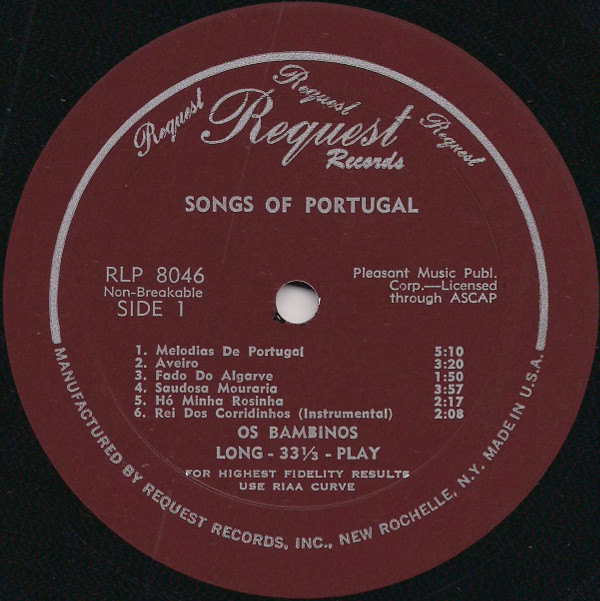 Request
Request
Request
Request
Records
SONGS OF PORTUGAL
RLP 8046
Non-Breakable
SIDE 1
Pleasant Music Publ.
Corp.—Licensed
through ASCAP
1. Melodias De Portugal 5:10
2. Aveiro 3:20
3. Fado Do Algarve 1:50
4. Saudosa Mouraria 3:57
5. Hó Minha Rosinha 2:17
6. Rei Dos Corridinhos (Instrumental) 2:08
OS BAMBINOS
LONG - 33⅓ - PLAY
FOR HIGHEST FIDELITY RESULTS
USE RIAA CURVE
MANUFACTURED BY REQUEST RECORDS, INC., NEW ROCHELLE, N.Y. MADE IN U.S.A.